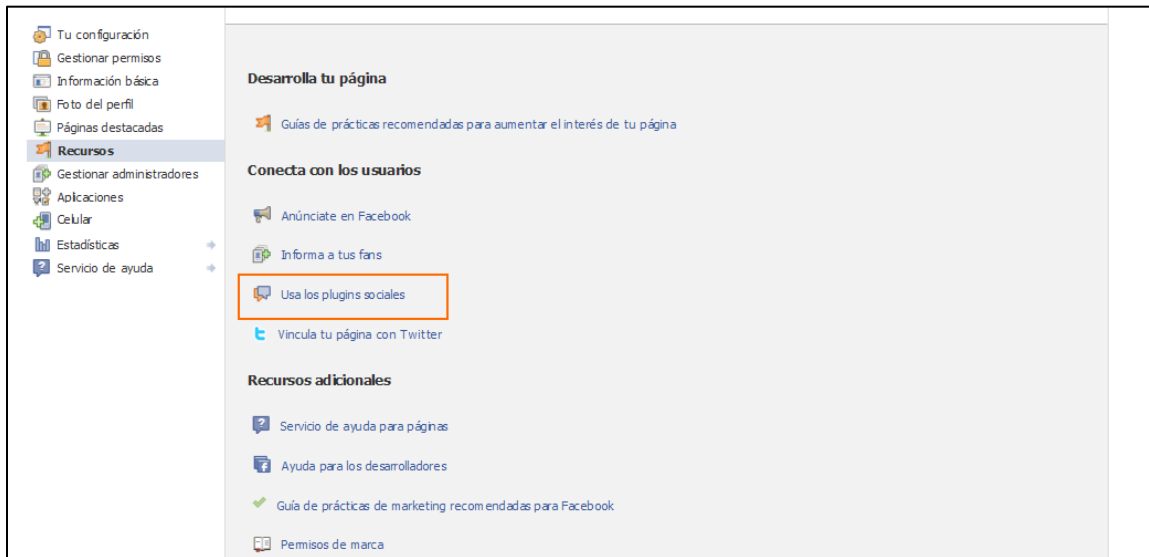 Tu configuración
Gestionar permisos
Información básica
Foto del perfil
Páginas destacadas
Recursos
Gestionar administradores
Aplicaciones
Celular
Estadísticas
Servicio de ayuda
Desarrolla tu página
Guías de prácticas recomendadas para aumentar el interés de tu página
Conecta con los usuarios
Anúnciate en Facebook
Informa a tus fans
Usa los plugins sociales
Vincula tu página con Twitter
Recursos adicionales
Servicio de ayuda para páginas
Ayuda para los desarrolladores
Guía de prácticas de marketing recomendadas para Facebook
Permisos de marca